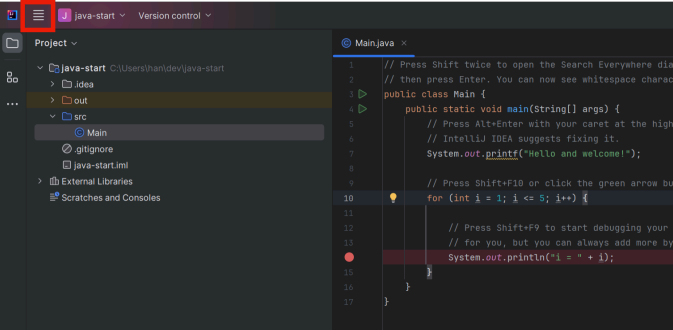 J java-start Version control
Project
java-start C:\Users\han\dev\java-start
.idea
out
src
Main
.gitignore
java-start.iml
External Libraries
Scratches and Consoles
Main.java ×
1 // Press Shift twice to open the Search Everywhere dia
2 // then press Enter. You can now see whitespace charac
3 public class Main {
4 public static void main(String[] args) {
5 // Press Alt+Enter with your caret at the high
6 // IntelliJ IDEA suggests fixing it.
7 System.out.printf("Hello and welcome!");
8
9 // Press Shift+F10 or click the green arrow bu
10 for (int i = 1; i <= 5; i++) {
11
12 // Press Shift+F9 to start debugging your
13 // for you, but you can always add more by
System.out.println("i = " + i);
15 }
16 }
17 }